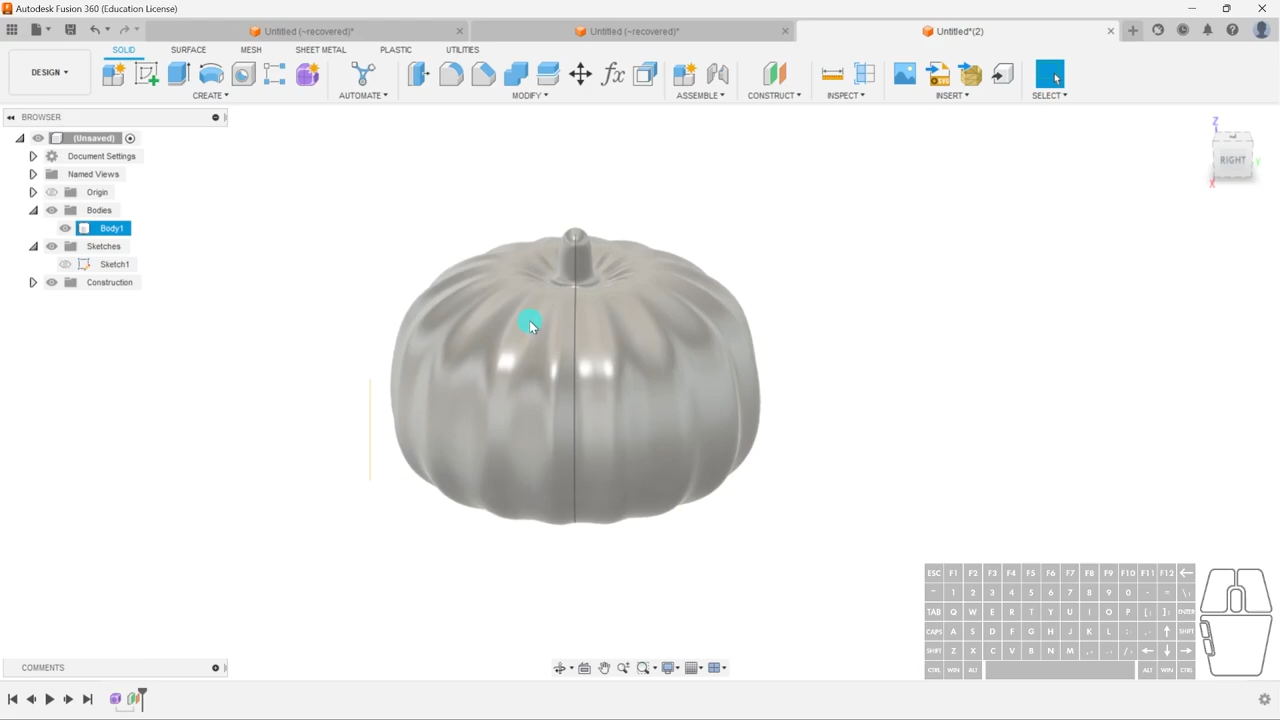 Autodesk Fusion 360 (Education License)
Untitled (~recovered)*
Untitled (~recovered)*
Untitled*(2)
SOLID SURFACE MESH SHEET METAL PLASTIC UTILITIES
DESIGN
CREATE AUTOMATE MODIFY ASSEMBLE CONSTRUCT INSPECT INSERT SELECT
BROWSER
(Unsaved)
Document Settings
Named Views
Origin
Bodies
Body1
Sketches
Sketch1
Construction
Z
RIGHT
Y
X
ESC F1 F2 F3 F4 F5 F6 F7 F8 F9 F10 F11 F12
1 2 3 4 5 6 7 8 9 0 - =
TAB Q W E R T Y U I O P [ ] ENTER
CAPS A S D F G H J K L SHIFT
SHIFT Z X C V B N M
CTRL WIN ALT ALT WIN CTRL
COMMENTS